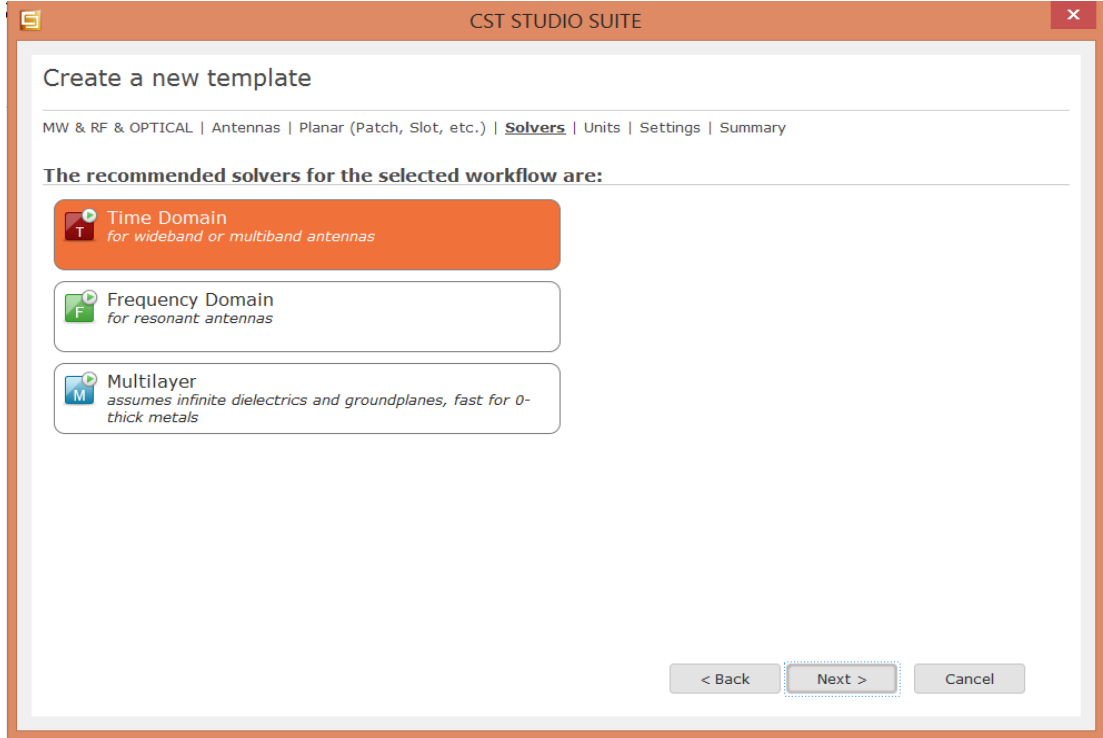 CST STUDIO SUITE
Create a new template
MW & RF & OPTICAL | Antennas | Planar (Patch, Slot, etc.) | Solvers | Units | Settings | Summary
The recommended solvers for the selected workflow are:
T
Time Domain
for wideband or multiband antennas
F
Frequency Domain
for resonant antennas
M
Multilayer
assumes infinite dielectrics and groundplanes, fast for 0-
thick metals
< Back Next > Cancel